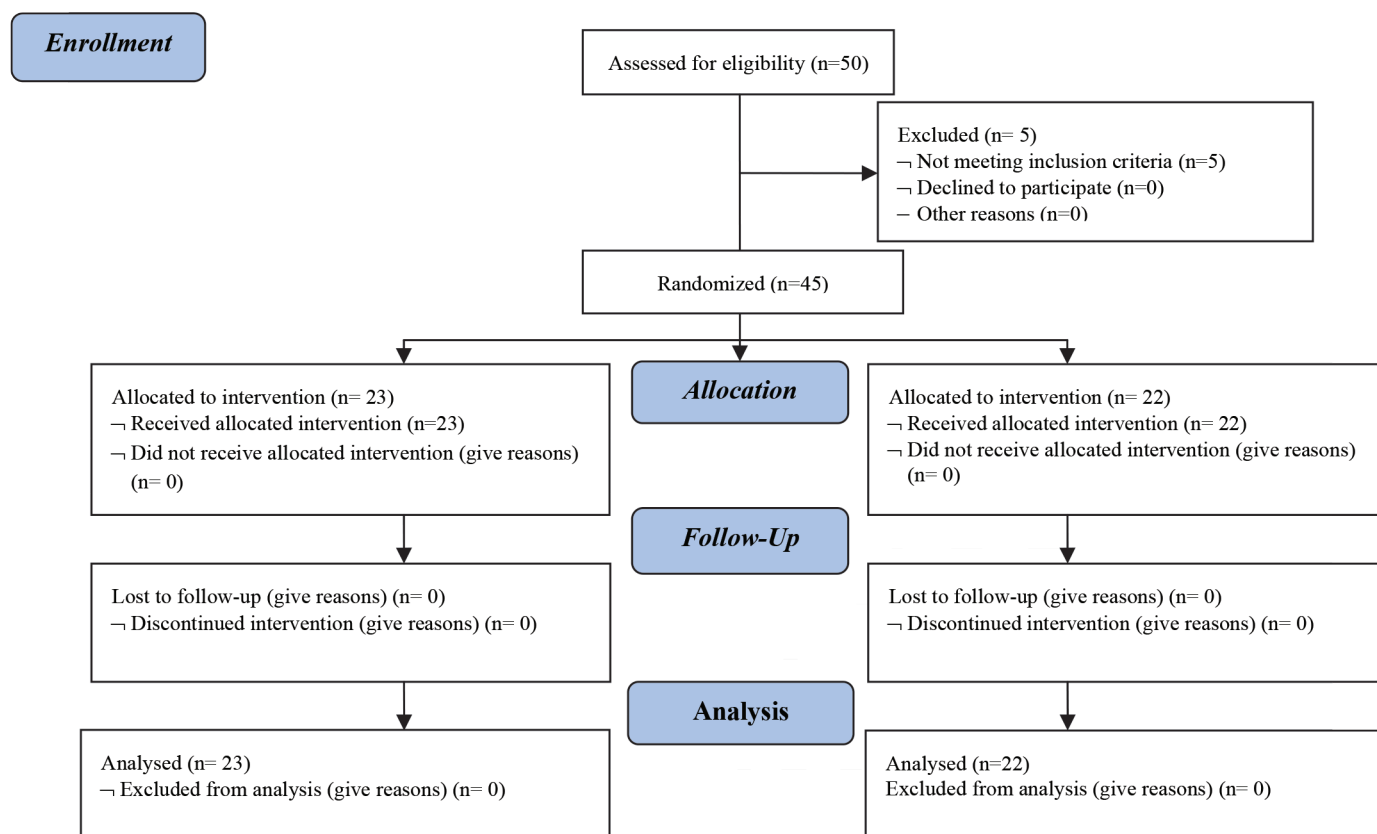 Enrollment
Assessed for eligibility (n=50)
Excluded (n= 5)
¬ Not meeting inclusion criteria (n=5)
¬ Declined to participate (n=0)
– Other reasons (n=0)
Randomized (n=45)
Allocation
Allocated to intervention (n= 23)
¬ Received allocated intervention (n=23)
¬ Did not receive allocated intervention (give reasons)
(n= 0)
Allocated to intervention (n= 22)
¬ Received allocated intervention (n= 22)
¬ Did not receive allocated intervention (give reasons)
(n= 0)
Follow-Up
Lost to follow-up (give reasons) (n= 0)
¬ Discontinued intervention (give reasons) (n= 0)
Lost to follow-up (give reasons) (n= 0)
¬ Discontinued intervention (give reasons) (n= 0)
Analysis
Analysed (n= 23)
¬ Excluded from analysis (give reasons) (n= 0)
Analysed (n=22)
Excluded from analysis (give reasons) (n= 0)